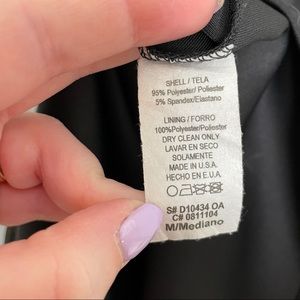 SHELL / TELA
95% Polyester/ Poliester
5% Spandex/Elastano
LINING / FORRO
100%Polyester/Poliester
DRY CLEAN ONLY
LAVAR EN SECO
SOLAMENTE
MADE IN U.S.A.
HECHO EN E.U.A.
S# D10434 OA
C# 0811104
M/Mediano